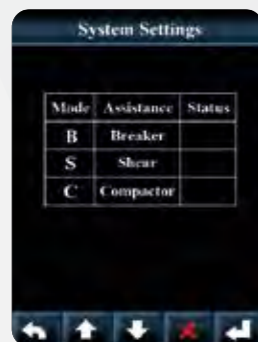 System Settings
Mode Assistance Status
B Breaker
S Shear
C Compactor